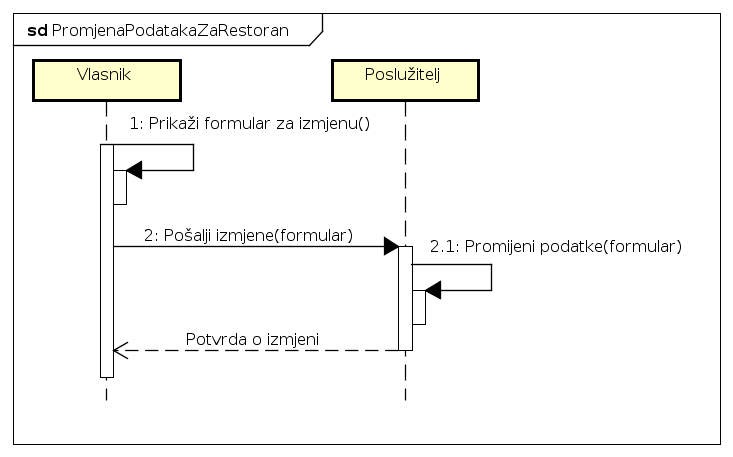 sd PromjenaPodatakaZaRestoran
Vlasnik
Poslužitelj
1: Prikaži formular za izmjenu()
2: Pošalji izmjene(formular)
2.1: Promijeni podatke(formular)
Potvrda o izmjeni